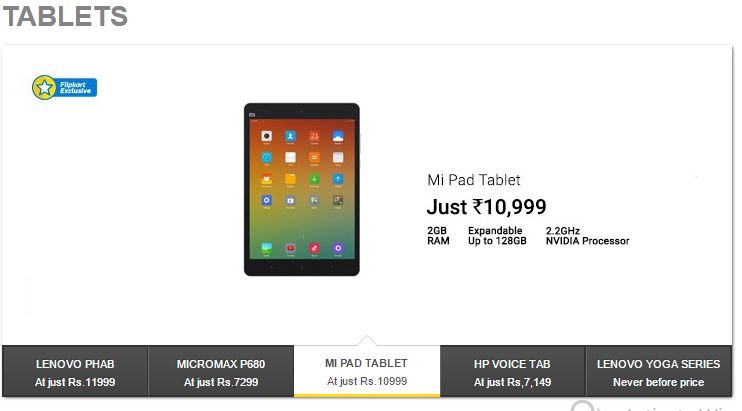 TABLETS
Flipkart
Exclusive
Mi Pad Tablet
Just ₹10,999
2GB Expandable 2.2GHz
RAM Up to 128GB NVIDIA Processor
LENOVO PHAB MICROMAX P680 MI PAD TABLET HP VOICE TAB LENOVO YOGA SERIES
At just Rs.11999 At just Rs.7299 At just Rs.10999 At just Rs,7,149 Never before price